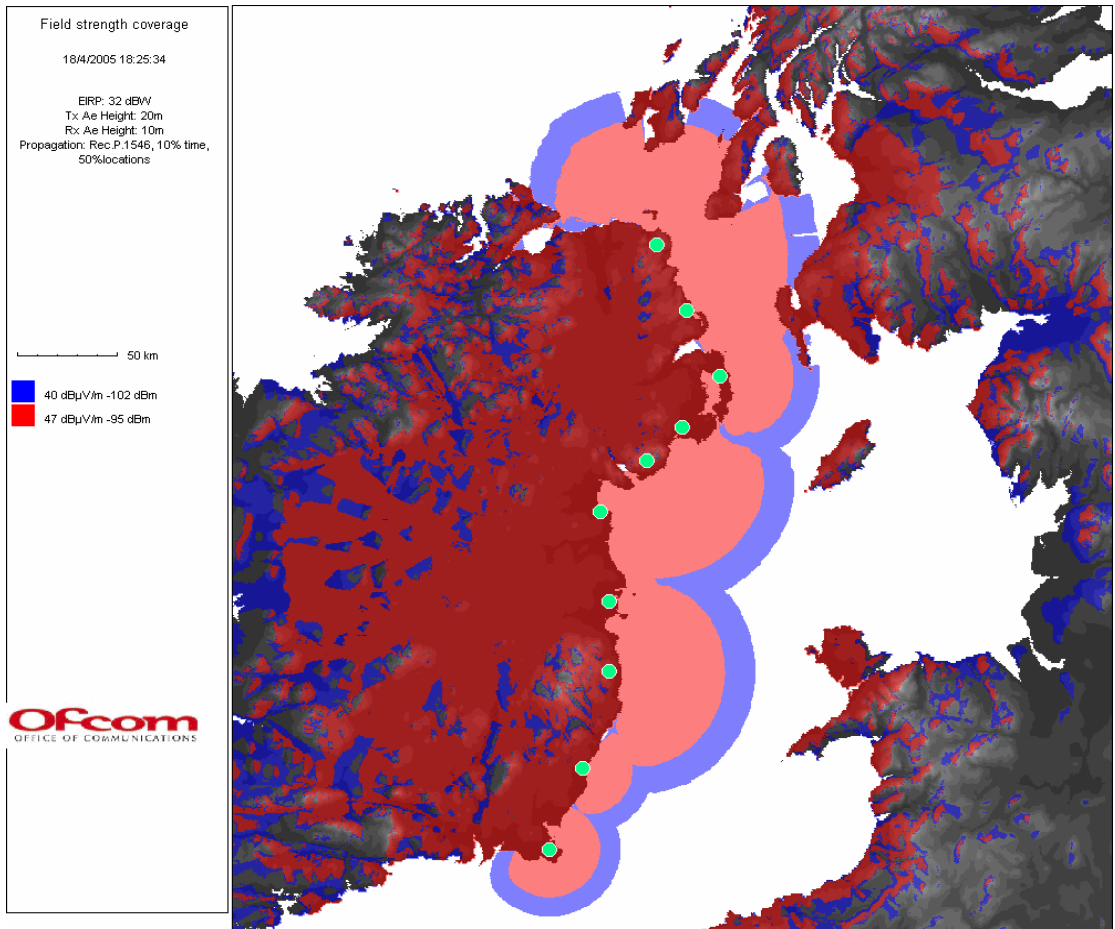 Field strength coverage
18/4/2005 18:25:34
EIRP: 32 dBW
Tx Ae Height: 20m
Rx Ae Height: 10m
Propagation: Rec.P.1546, 10% time,
50%locations
50 km
40 dBµV/m -102 dBm
47 dBµV/m -95 dBm
Ofcom
OFFICE OF COMMUNICATIONS